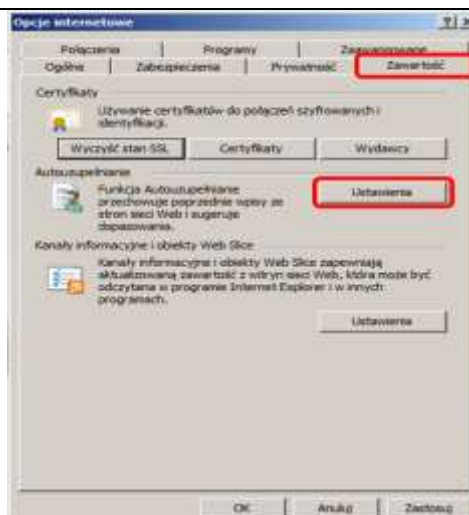 Opcje internetowe
Połączenia Programy Zaawansowane
Ogólne Zabezpieczenia Prywatność Zawartość
Certyfikaty
Używanie certyfikatów do połączeń szyfrowanych i
identyfikacji.
Wyczyść stan SSL Certyfikaty Wydawcy
Autouzupełnianie
Funkcja Autouzupełnianie
przechowuje poprzednie wpisy ze
stron sieci Web i sugeruje
dopasowania.
Ustawienia
Kanały informacyjne i obiekty Web Slice
Kanały informacyjne i obiekty Web Slice zapewniają
aktualizowaną zawartość z witryn sieci Web, która może być
odczytana w programie Internet Explorer i w innych
programach.
Ustawienia
OK Anuluj Zastosuj